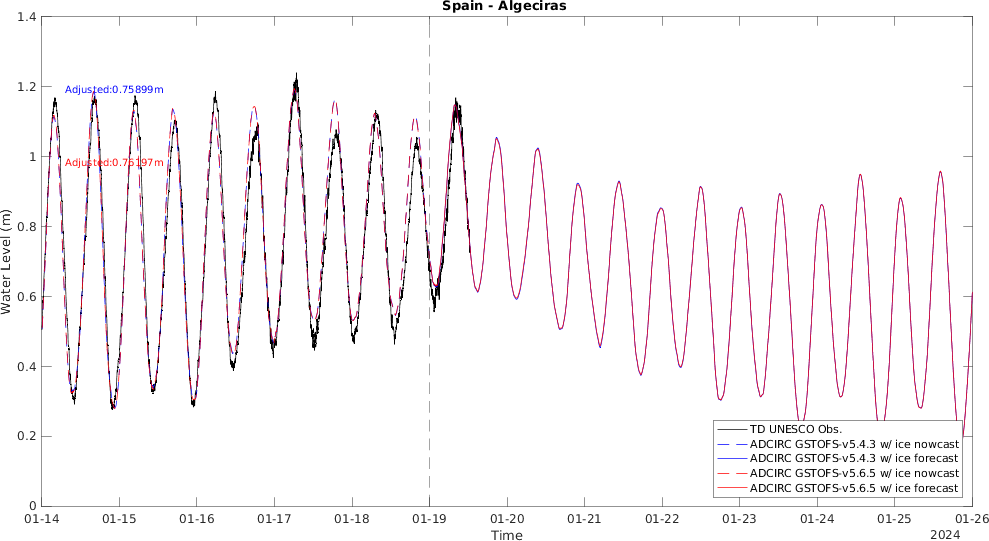 Spain - Algeciras
1.4
1.2
1
0.8
0.6
0.4
0.2
0
Water Level (m)
Adjusted:0.75899m
Adjusted:0.76197m
TD UNESCO Obs.
ADCIRC GSTOFS-v5.4.3 w/ ice nowcast
ADCIRC GSTOFS-v5.4.3 w/ ice forecast
ADCIRC GSTOFS-v5.6.5 w/ ice nowcast
ADCIRC GSTOFS-v5.6.5 w/ ice forecast
01-14 01-15 01-16 01-17 01-18 01-19 01-20 01-21 01-22 01-23 01-24 01-25 01-26
Time
2024